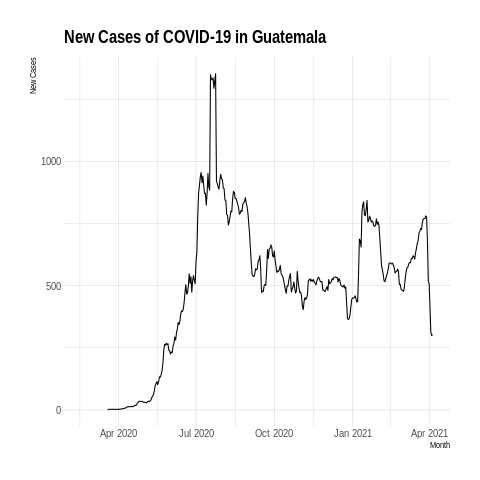 New Cases of COVID-19 in Guatemala
New Cases
1000
500
0
Apr 2020 Jul 2020 Oct 2020 Jan 2021 Apr 2021
Month